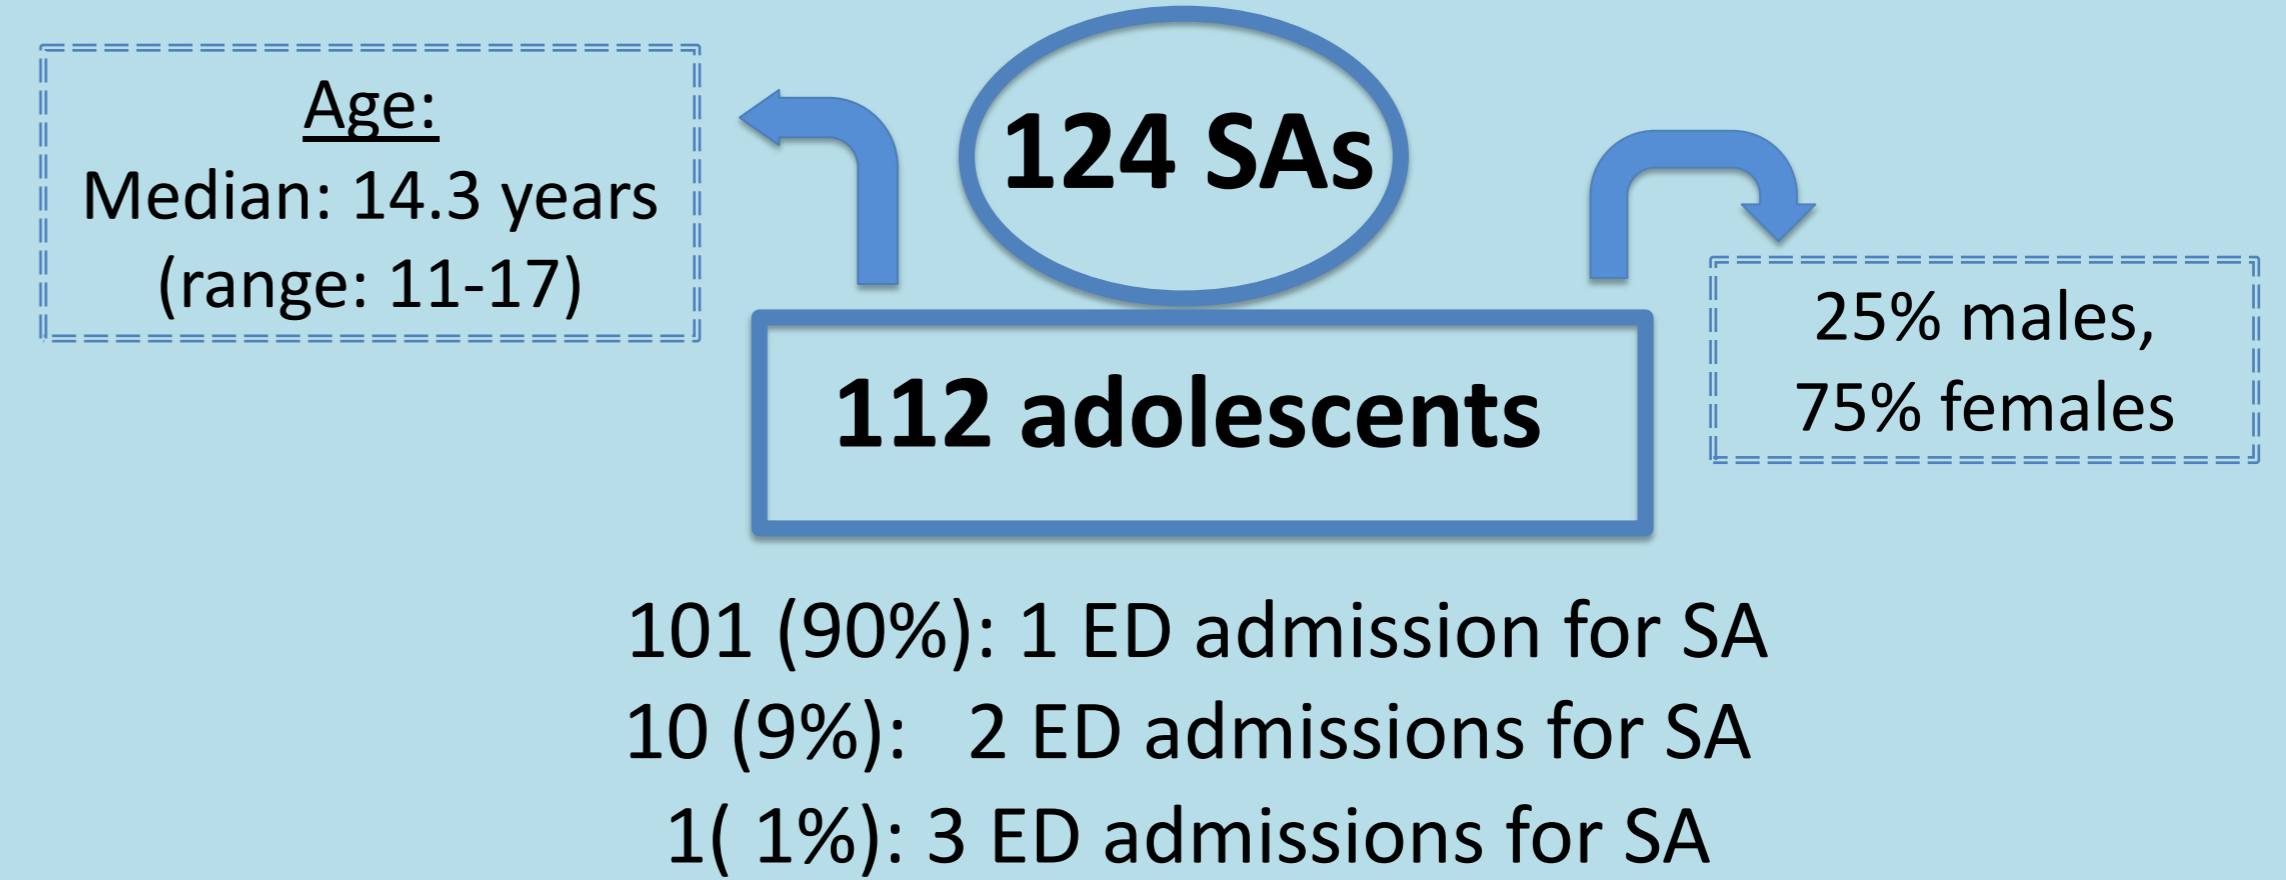 Age:
Median: 14.3 years
(range: 11-17)
124 SAs
112 adolescents
25% males,
75% females
101 (90%): 1 ED admission for SA
10 (9%): 2 ED admissions for SA
1( 1%): 3 ED admissions for SA